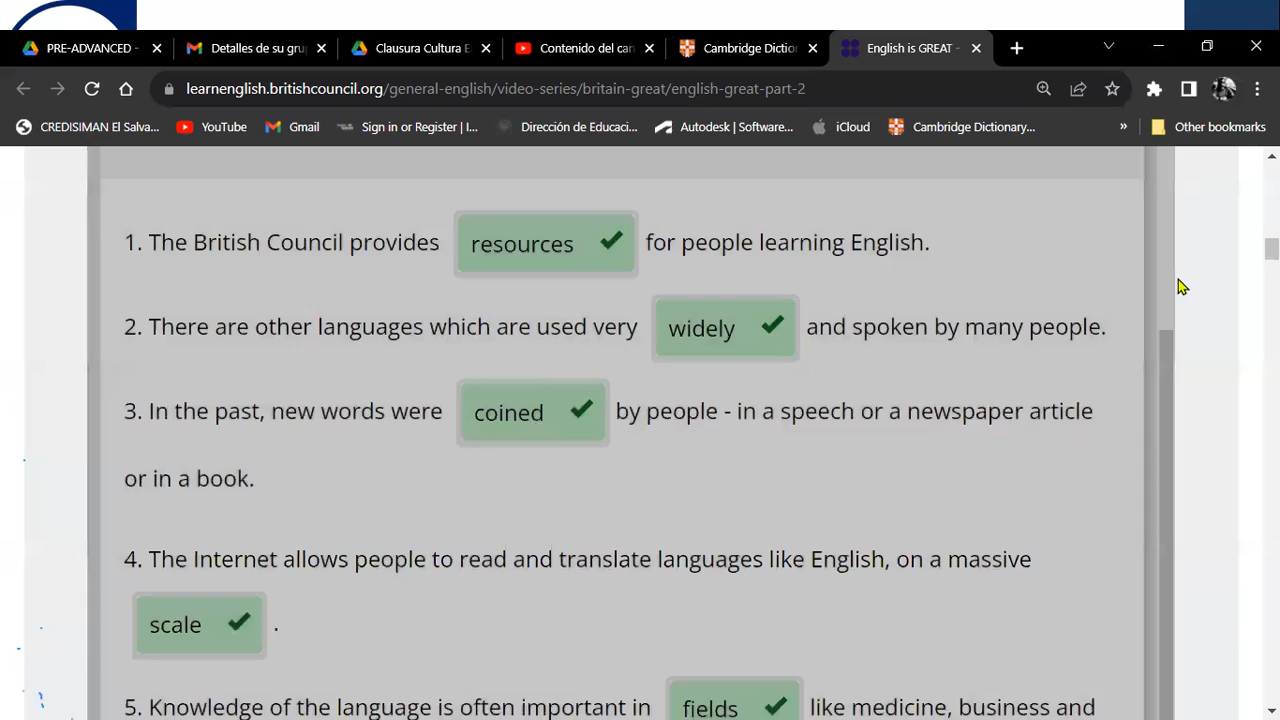 PRE-ADVANCED -
Detalles de su gru
Clausura Cultura E
Contenido del can
Cambridge Dictio
English is GREAT -
learnenglish.britishcouncil.org/general-english/video-series/britain-great/english-great-part-2
CREDISIMAN El Salva...
YouTube
Gmail
Sign in or Register | I...
Dirección de Educaci...
Autodesk | Software...
iCloud
Cambridge Dictionary...
»
Other bookmarks
1. The British Council provides resources for people learning English.
2. There are other languages which are used very widely and spoken by many people.
3. In the past, new words were coined by people - in a speech or a newspaper article
or in a book.
4. The Internet allows people to read and translate languages like English, on a massive
scale .
5. Knowledge of the language is often important in fields like medicine, business and